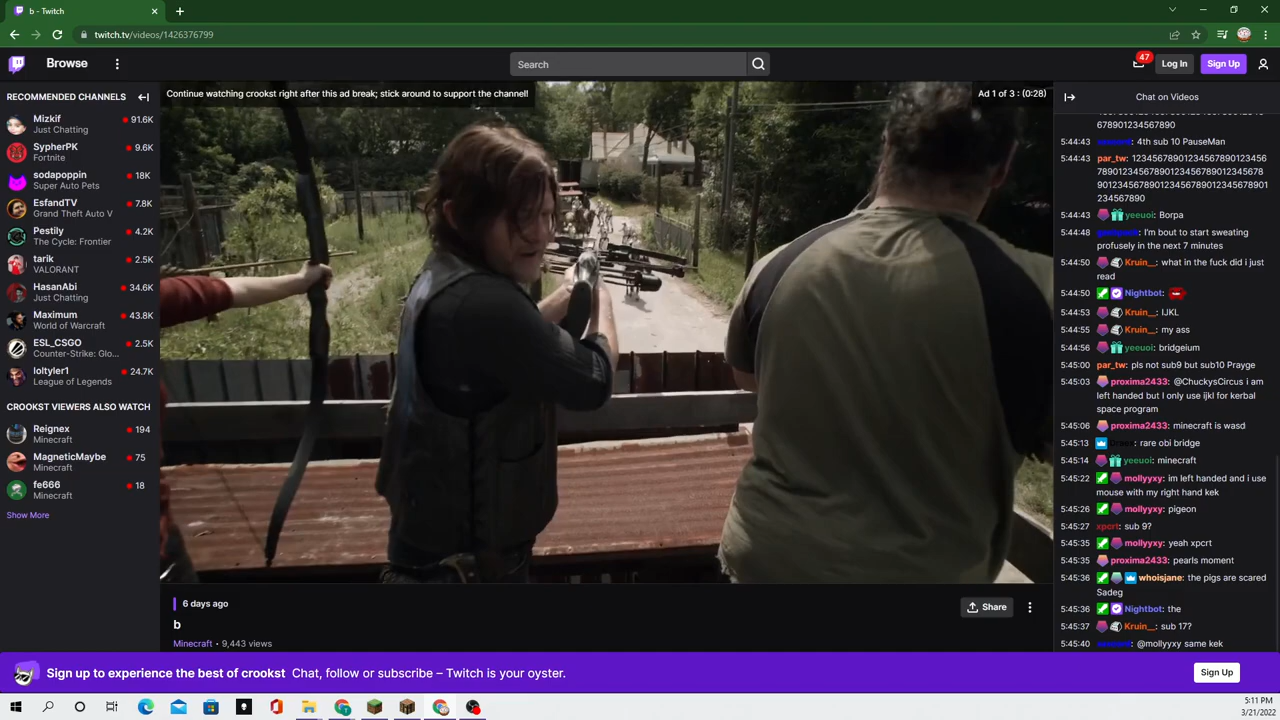 b - Twitch
twitch.tv/videos/1426376799
Browse
Search
47
Log In
Sign Up
RECOMMENDED CHANNELS
Mizkif
91.6K
Just Chatting
SypherPK
9.6K
Fortnite
sodapoppin
18K
Super Auto Pets
EsfandTV
7.8K
Grand Theft Auto V
Pestily
4.2K
The Cycle: Frontier
tarik
2.5K
VALORANT
HasanAbi
34.6K
Just Chatting
Maximum
43.8K
World of Warcraft
ESL_CSGO
2.5K
Counter-Strike: Glo...
loltyler1
24.7K
League of Legends
CROOKST VIEWERS ALSO WATCH
Reignex
194
Minecraft
MagneticMaybe
75
Minecraft
fe666
18
Minecraft
Show More
Continue watching crookst right after this ad break; stick around to support the channel!
Ad 1 of 3 : (0:28)
6 days ago
b
Minecraft • 9,443 views
Share
Chat on Videos
67890123456789012345678901234567890
5:44:43 4th sub 10 PauseMan
5:44:43 par_tw: 1234567890123456789012345678901234567890123456789012345678901234567890123456789012345678901234567890
5:44:43 yeeuoi: Borpa
5:44:48 I'm bout to start sweating
profusely in the next 7 minutes
5:44:50 Kruin__: what in the fuck did i just
read
5:44:50 Nightbot:
5:44:53 Kruin__: IJKL
5:44:55 Kruin__: my ass
5:44:56 yeeuoi: bridgeium
5:45:00 par_tw: pls not sub9 but sub10 Prayge
5:45:03 proxima2433: @ChuckysCircus i am
left handed but I only use ijkl for kerbal
space program
5:45:06 proxima2433: minecraft is wasd
5:45:13 rare obi bridge
5:45:14 yeeuoi: minecraft
5:45:22 mollyyxy: im left handed and i use
mouse with my right hand kek
5:45:26 mollyyxy: pigeon
5:45:27 xpcrt: sub 9?
5:45:35 mollyyxy: yeah xpcrt
5:45:35 proxima2433: pearls moment
5:45:36 whoisjane: the pigs are scared
Sadeg
5:45:36 Nightbot: the
5:45:37 Kruin__: sub 17?
5:45:40 @mollyyxy same kek
Sign up to experience the best of crookst Chat, follow or subscribe – Twitch is your oyster.
Sign Up
5:11 PM
3/21/2022